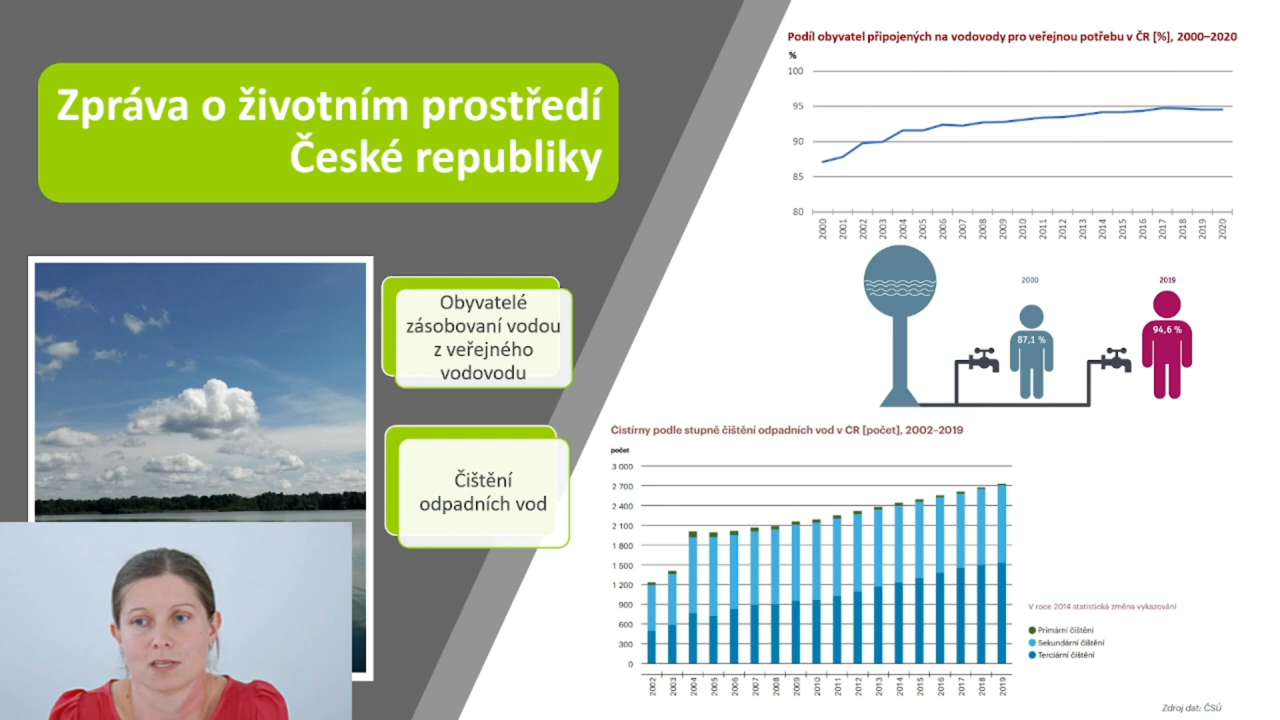 Zpráva o životním prostředí
České republiky
Obyvatelé
zásobovaní vodou
z veřejného
vodovodu
Čištění
odpadních vod
Podíl obyvatel připojených na vodovody pro veřejnou potřebu v ČR [%], 2000–2020
%
100
95
90
85
80
2000 2001 2002 2003 2004 2005 2006 2007 2008 2009 2010 2011 2012 2013 2014 2015 2016 2017 2018 2019 2020
2000
2019
87,1 %
94,6 %
Čistírny podle stupně čištění odpadních vod v ČR [počet], 2002–2019
počet
3 000
2 700
2 400
2 100
1 800
1 500
1 200
900
600
300
0
2002 2003 2004 2005 2006 2007 2008 2009 2010 2011 2012 2013 2014 2015 2016 2017 2018 2019
V roce 2014 statistická změna vykazování
Primární čištění
Sekundární čištění
Terciární čištění
Zdroj dat: ČSÚ